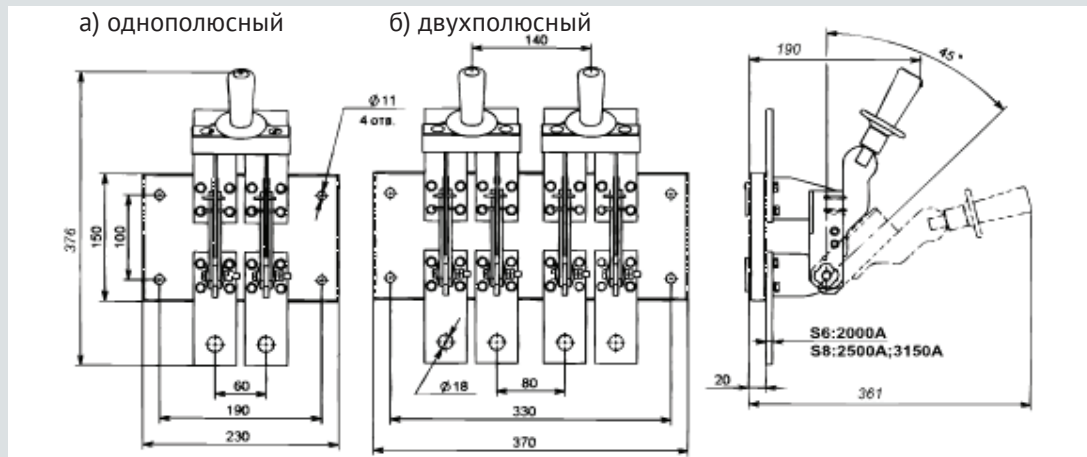 а) однополюсный
б) двухполюсный
140
190
45°
Ø11
4 отв.
376
150
100
S6:2000A
S8:2500A;3150A
60
Ø18
80
20
190
330
361
230
370